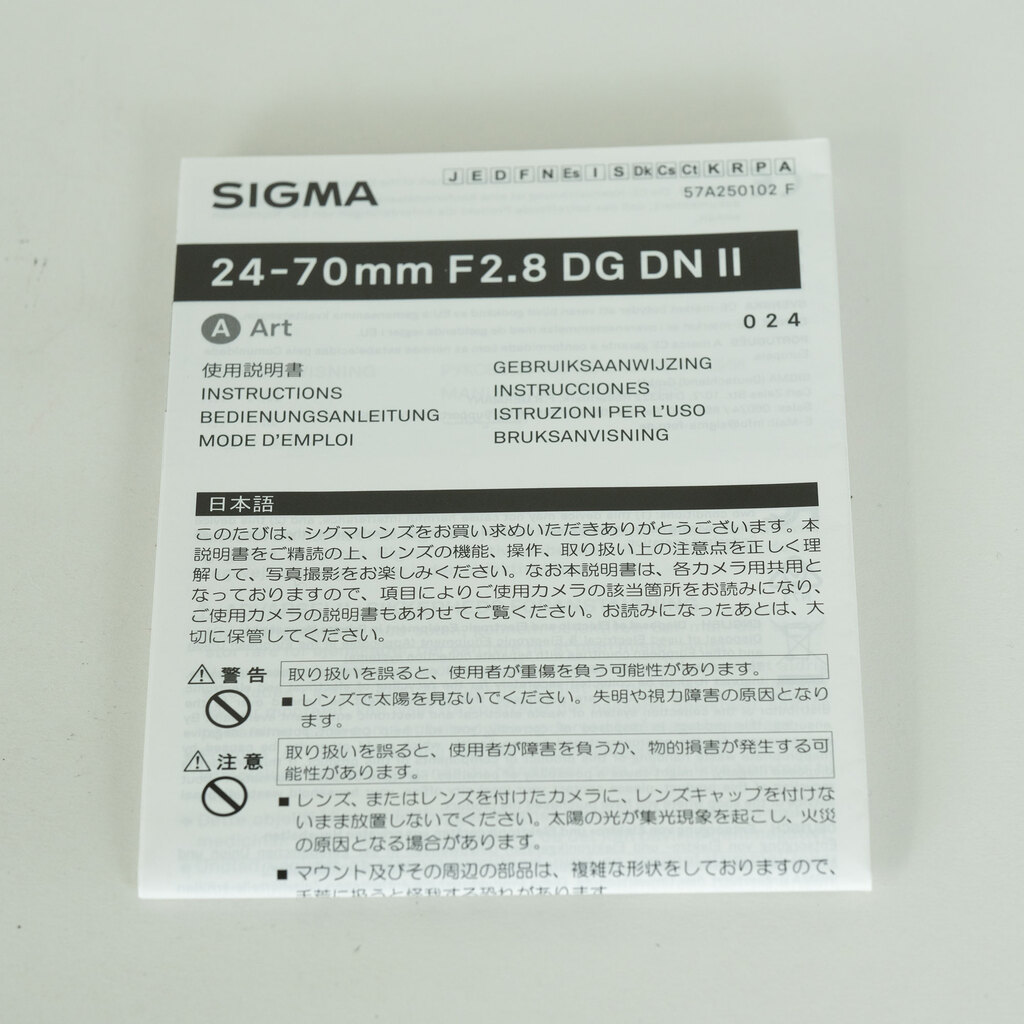 SIGMA
J E D F N Es I S Dk Cs Ct K R P A
57A250102 F
24-70mm F2.8 DG DN II
A Art
024
使用説明書
INSTRUCTIONS
BEDIENUNGSANLEITUNG
MODE D'EMPLOI
GEBRUIKSAANWIJZING
INSTRUCCIONES
ISTRUZIONI PER L'USO
BRUKSANVISNING
日本語
このたびは、シグマレンズをお買い求めいただきありがとうございます。本
説明書をご精読の上、レンズの機能、操作、取り扱い上の注意点を正しく理
解して、写真撮影をお楽しみください。なお本説明書は、各カメラ用共用と
なっておりますので、項目によりご使用カメラの該当箇所をお読みになり、
ご使用カメラの説明書もあわせてご覧ください。お読みになったあとは、大
切に保管してください。
⚠ 警告
取り扱いを誤ると、使用者が重傷を負う可能性があります。
■ レンズで太陽を見ないでください。失明や視力障害の原因となり
ます。
⚠ 注意
取り扱いを誤ると、使用者が障害を負うか、物的損害が発生する可
能性があります。
■ レンズ、またはレンズを付けたカメラに、レンズキャップを付けな
いまま放置しないでください。太陽の光が集光現象を起こし、火災
の原因となる場合があります。
■ マウント及びその周辺の部品は、複雑な形状をしておりますので、